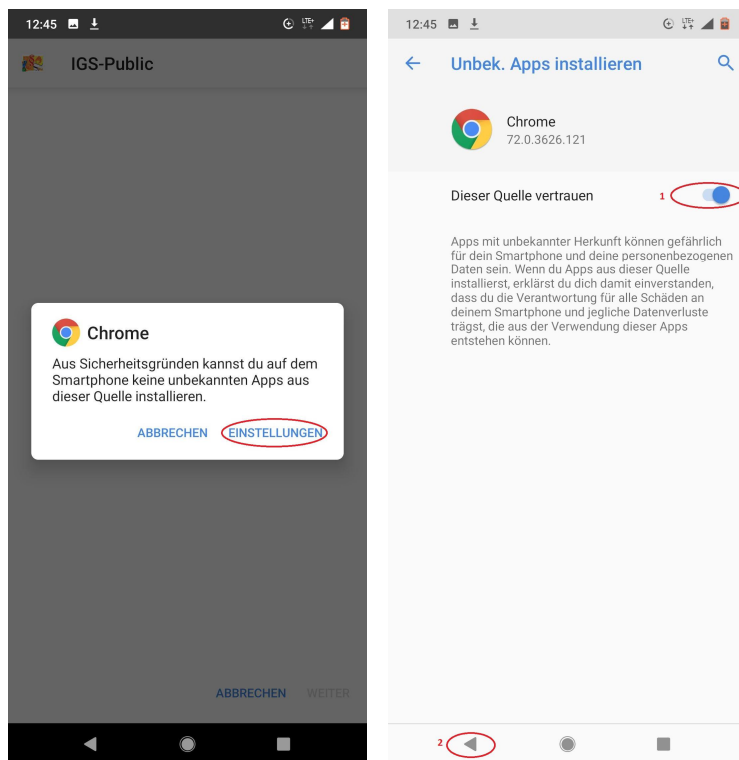 12:45
IGS-Public
Chrome
Aus Sicherheitsgründen kannst du auf dem
Smartphone keine unbekannten Apps aus
dieser Quelle installieren.
ABBRECHEN EINSTELLUNGEN
ABBRECHEN WEITER
12:45
Unbek. Apps installieren
Chrome
72.0.3626.121
Dieser Quelle vertrauen 1
Apps mit unbekannter Herkunft können gefährlich
für dein Smartphone und deine personenbezogenen
Daten sein. Wenn du Apps aus dieser Quelle
installierst, erklärst du dich damit einverstanden,
dass du die Verantwortung für alle Schäden an
deinem Smartphone und jegliche Datenverluste
trägst, die aus der Verwendung dieser Apps
entstehen können.
2